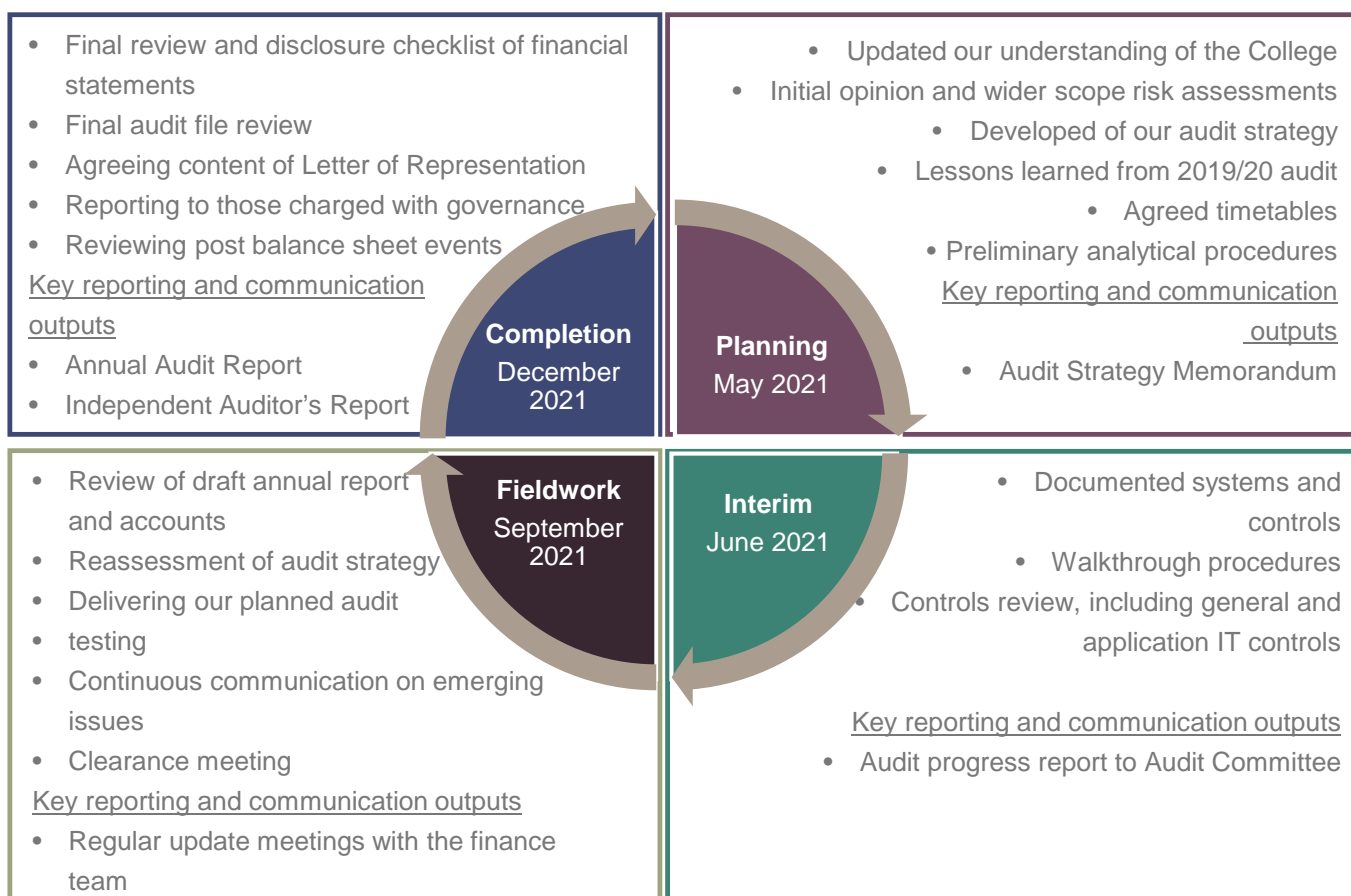 • Final review and disclosure checklist of financial
statements
• Final audit file review
• Agreeing content of Letter of Representation
• Reporting to those charged with governance
• Reviewing post balance sheet events
Key reporting and communication
outputs
• Annual Audit Report
• Independent Auditor’s Report
Completion
December
2021
• Updated our understanding of the College
• Initial opinion and wider scope risk assessments
• Developed of our audit strategy
• Lessons learned from 2019/20 audit
• Agreed timetables
• Preliminary analytical procedures
Key reporting and communication
outputs
• Audit Strategy Memorandum
Planning
May 2021
• Review of draft annual report
and accounts
• Reassessment of audit strategy
• Delivering our planned audit
• testing
• Continuous communication on emerging
issues
• Clearance meeting
Key reporting and communication outputs
• Regular update meetings with the finance
team
Fieldwork
September
2021
Interim
June 2021
• Documented systems and
controls
• Walkthrough procedures
• Controls review, including general and
application IT controls
Key reporting and communication outputs
• Audit progress report to Audit Committee